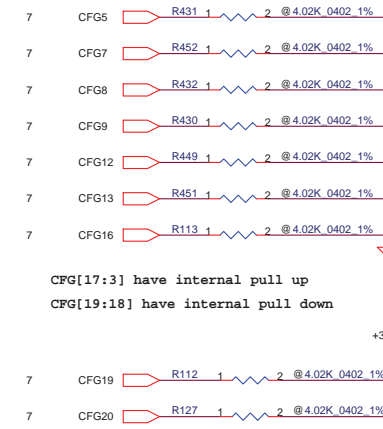 7 CFG5 R431 1 2 @ 4.02K_0402_1%
7 CFG7 R452 1 2 @ 4.02K_0402_1%
7 CFG8 R432 1 2 @ 4.02K_0402_1%
7 CFG9 R430 1 2 @ 4.02K_0402_1%
7 CFG12 R449 1 2 @ 4.02K_0402_1%
7 CFG13 R451 1 2 @ 4.02K_0402_1%
7 CFG16 R113 1 2 @ 4.02K_0402_1%
CFG[17:3] have internal pull up
CFG[19:18] have internal pull down
+3
7 CFG19 R112 1 2 @ 4.02K_0402_1%
7 CFG20 R127 1 2 @ 4.02K_0402_1%